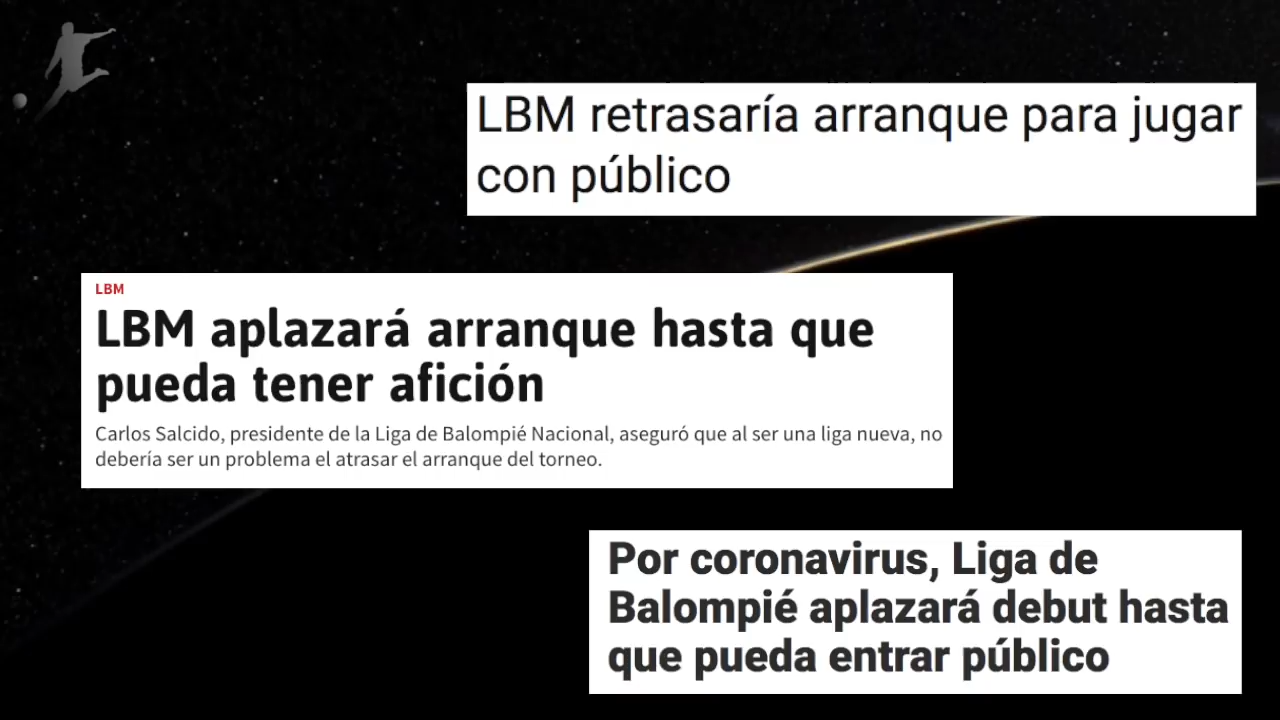 LBM retrasaría arranque para jugar
con público
LBM
LBM aplazará arranque hasta que
pueda tener afición
Carlos Salcido, presidente de la Liga de Balompié Nacional, aseguró que al ser una liga nueva, no
debería ser un problema el atrasar el arranque del torneo.
Por coronavirus, Liga de
Balompié aplazará debut hasta
que pueda entrar público